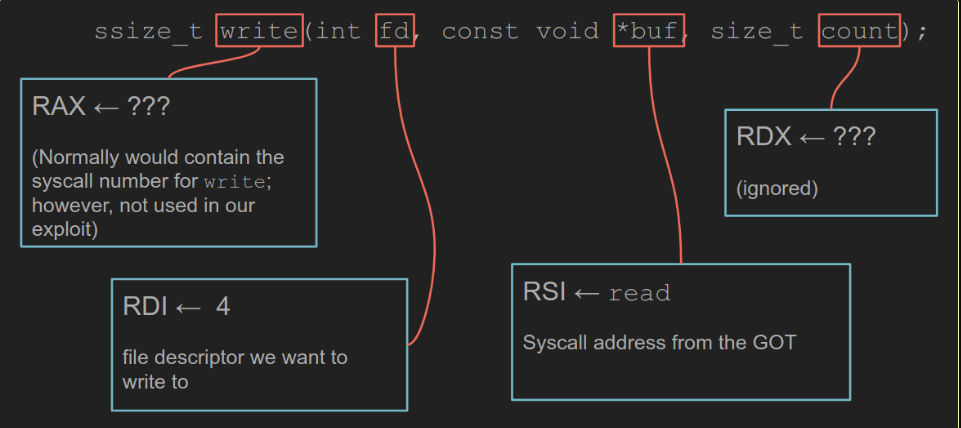 ssize_t write(int fd, const void *buf, size_t count);
RAX ← ???
(Normally would contain the
syscall number for write;
however, not used in our
exploit)
RDX ← ???
(ignored)
RDI ← 4
file descriptor we want to
write to
RSI ← read
Syscall address from the GOT